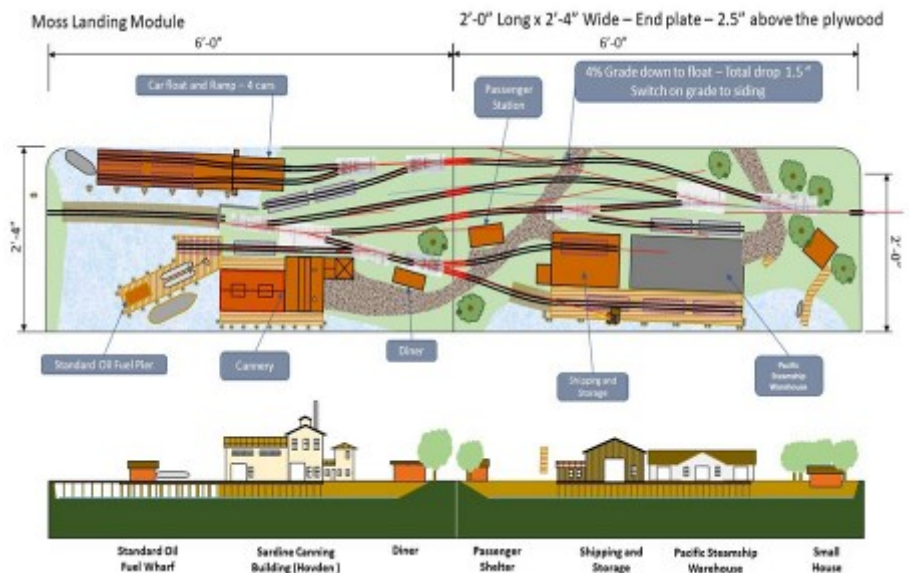 Moss Landing Module
2'-0" Long x 2'-4" Wide – End plate – 2.5" above the plywood
6'-0"
6'-0"
Car float and Ramp – 4 cars
Passenger
Station
4% Grade down to float – Total drop 1.5"
Switch on grade to siding
2'-4"
2'-0"
Standard Oil Fuel Pier
Cannery
Diner
Shipping and
Storage
Pacific
Steamship
Warehouse
Standard Oil
Fuel Wharf
Sardine Canning
Building (Hovden )
Diner
Passenger
Shelter
Shipping and
Storage
Pacific Steamship
Warehouse
Small
House